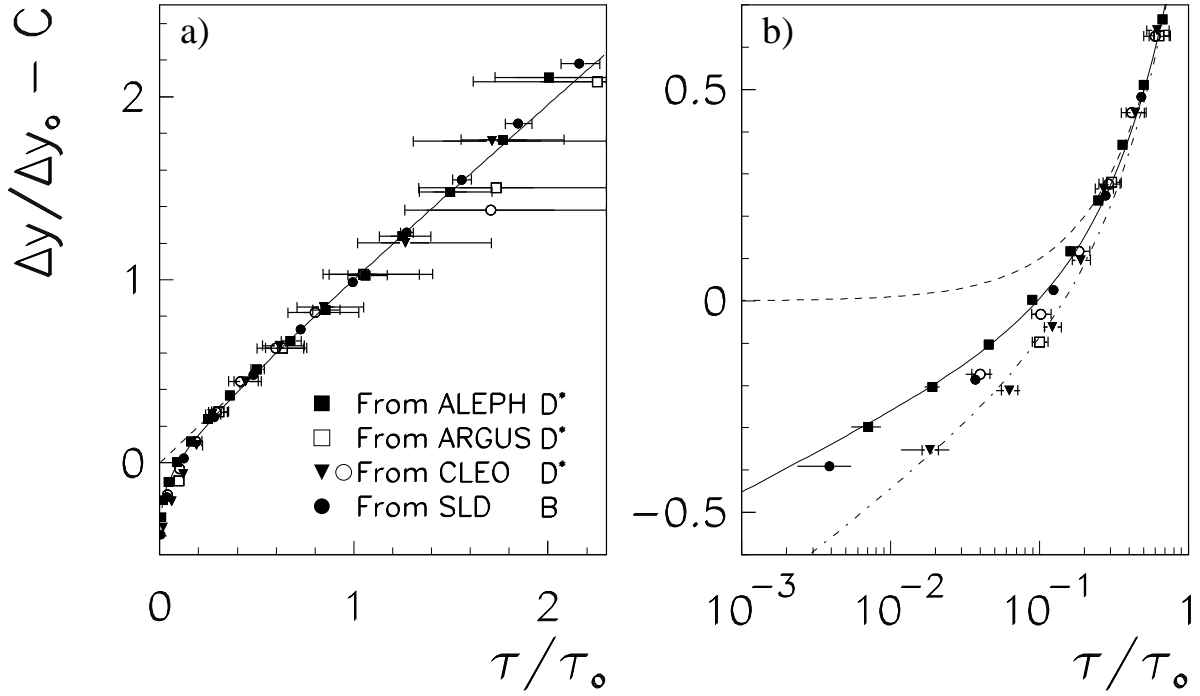 Δy/Δy₀ – C
a)
2
1
0
■ From ALEPH D*
□ From ARGUS D*
▼ ○ From CLEO D*
● From SLD B
0 1 2
τ/τ₀
b)
0.5
0
−0.5
10⁻³ 10⁻² 10⁻¹ 1
τ/τ₀